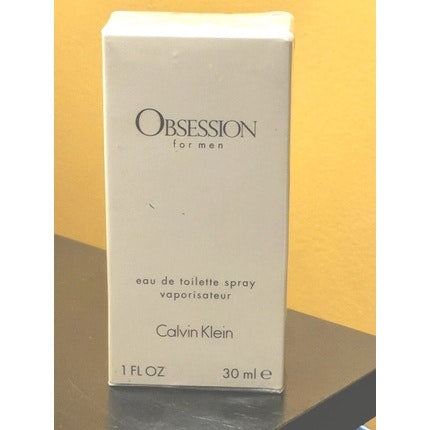 OBSESSION
for men
eau de toilette spray
vaporisateur
Calvin Klein
1 FL OZ 30 ml ℮